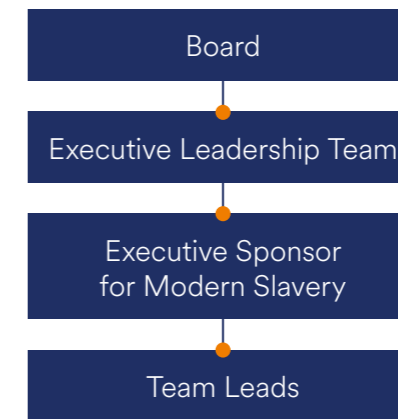 Board
Executive Leadership Team
Executive Sponsor
for Modern Slavery
Team Leads